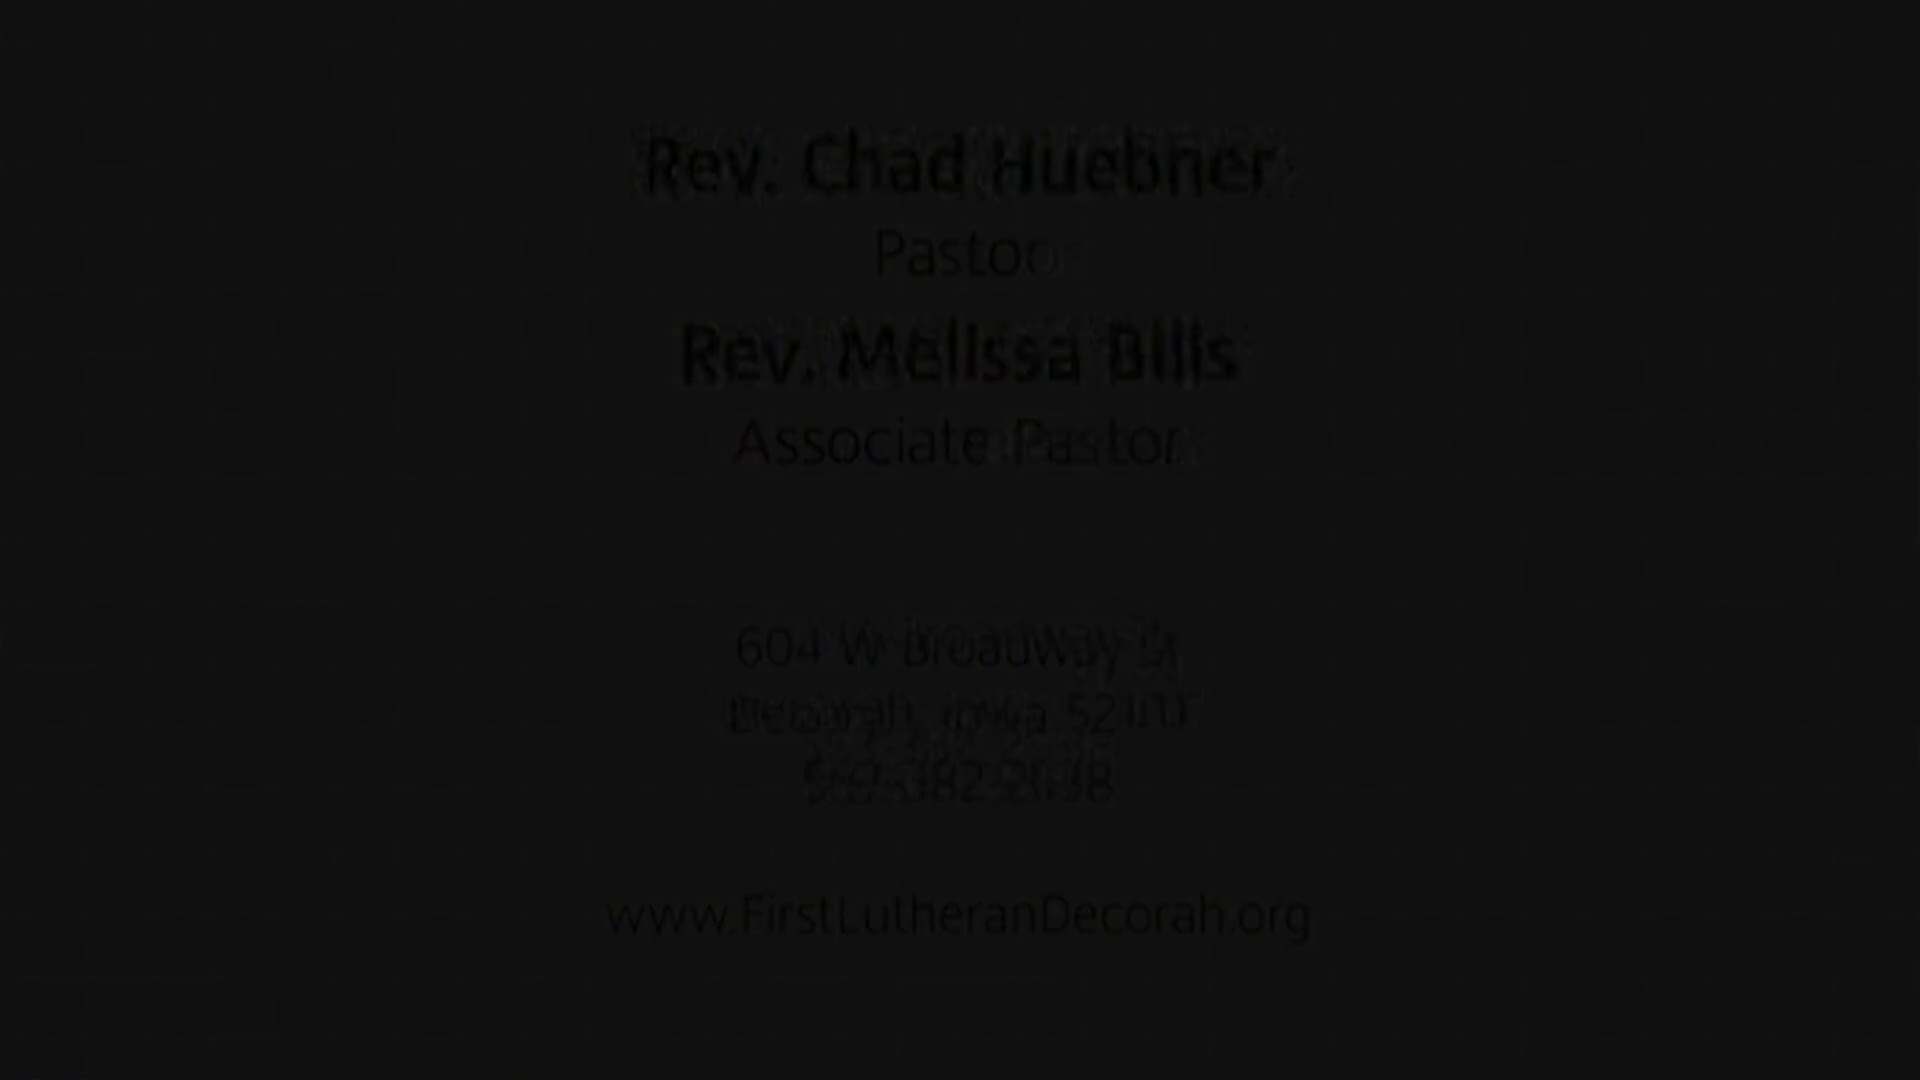 Rev. Chad Huebner
Pastor
Rev. Melissa Bills
Associate Pastor
604 W Broadway St
Decorah, Iowa 52101
www.FirstLutheranDecorah.org